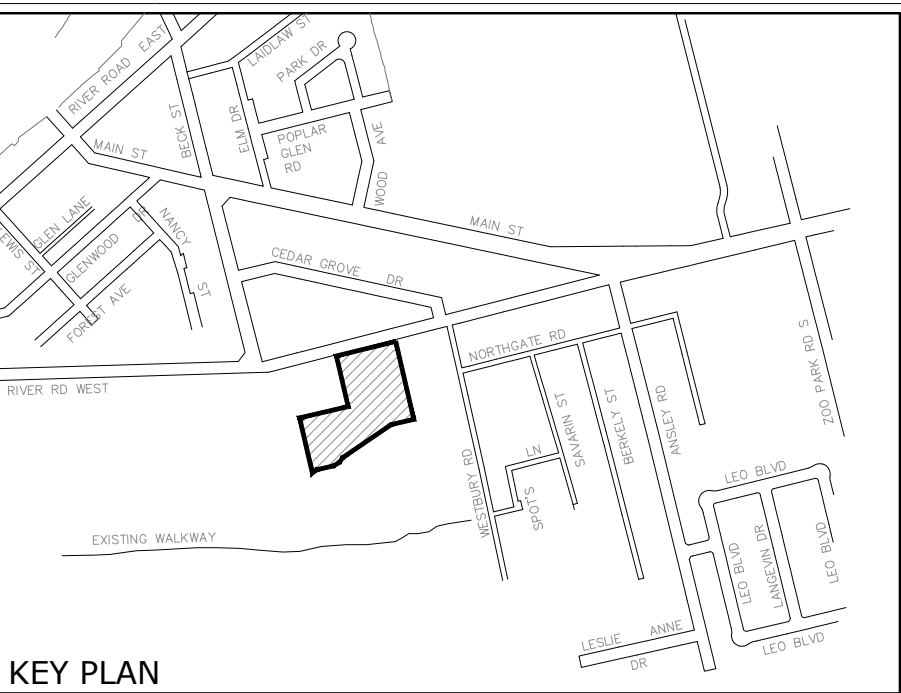 LAIDLAW ST
RIVER ROAD EAST
PARK DR
BECK ST
ELM DR
POPLAR
GLEN
RD
WOOD AVE
MAIN ST
GLEN LANE
LEWIS ST
GLENWOOD DR
NANCY ST
FOREST AVE
MAIN ST
CEDAR GROVE DR
NORTHGATE RD
RIVER RD WEST
ZOO PARK RD S
SAVARIN ST
BERKELY ST
ANSLEY RD
WESTBURY RD
SPOT'S LN
LEO BLVD
LEO BLVD
LANGEVIN DR
LEO BLVD
LEO BLVD
EXISTING WALKWAY
LESLIE ANNE
DR
KEY PLAN